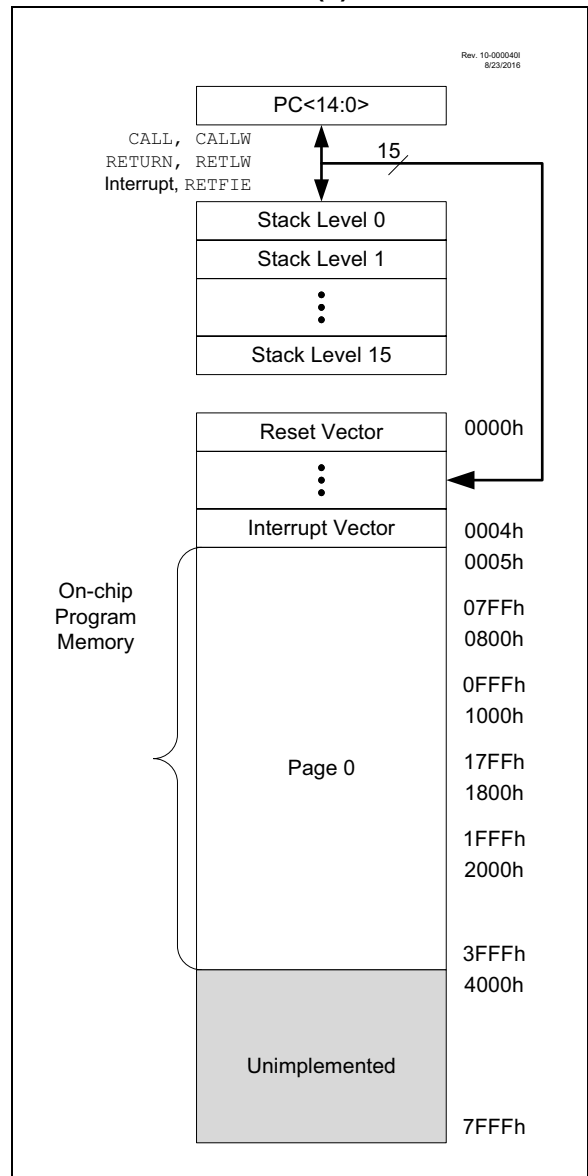 Rev. 10-000040I
8/23/2016
PC<14:0>
CALL, CALLW
RETURN, RETLW
Interrupt, RETFIE
15
Stack Level 0
Stack Level 1
Stack Level 15
Reset Vector
0000h
Interrupt Vector
0004h
0005h
On-chip
Program
Memory
07FFh
0800h
0FFFh
1000h
Page 0
17FFh
1800h
1FFFh
2000h
3FFFh
4000h
Unimplemented
7FFFh